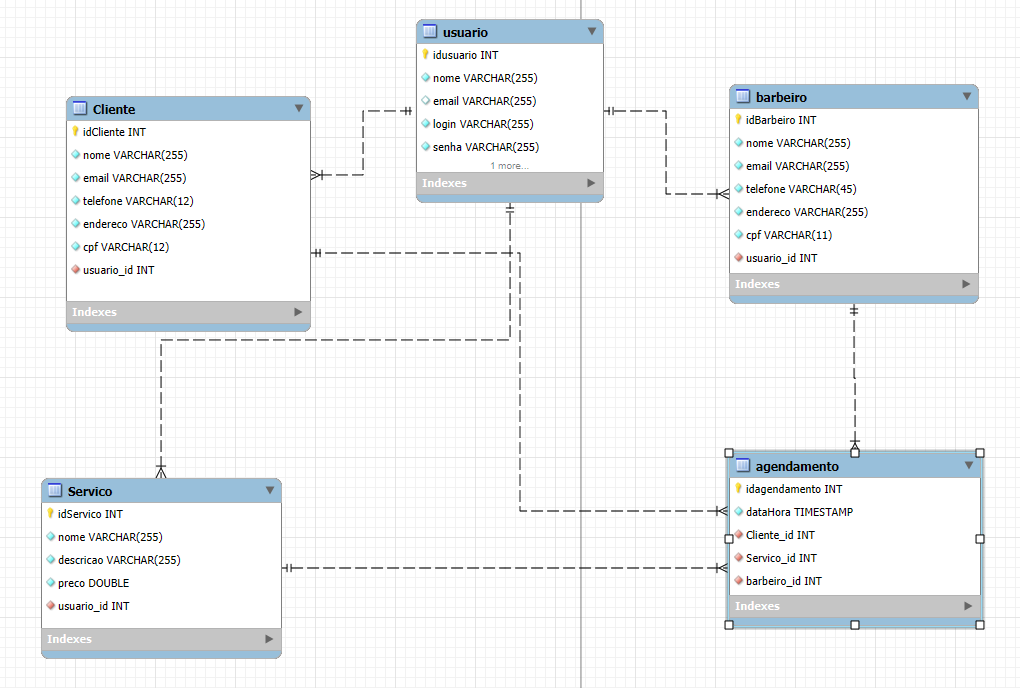 usuario
idusuario INT
nome VARCHAR(255)
email VARCHAR(255)
login VARCHAR(255)
senha VARCHAR(255)
1 more...
Indexes
Cliente
idCliente INT
nome VARCHAR(255)
email VARCHAR(255)
telefone VARCHAR(12)
endereco VARCHAR(255)
cpf VARCHAR(12)
usuario_id INT
Indexes
barbeiro
idBarbeiro INT
nome VARCHAR(255)
email VARCHAR(255)
telefone VARCHAR(45)
endereco VARCHAR(255)
cpf VARCHAR(11)
usuario_id INT
Indexes
Servico
idServico INT
nome VARCHAR(255)
descricao VARCHAR(255)
preco DOUBLE
usuario_id INT
Indexes
agendamento
idagendamento INT
dataHora TIMESTAMP
Cliente_id INT
Servico_id INT
barbeiro_id INT
Indexes